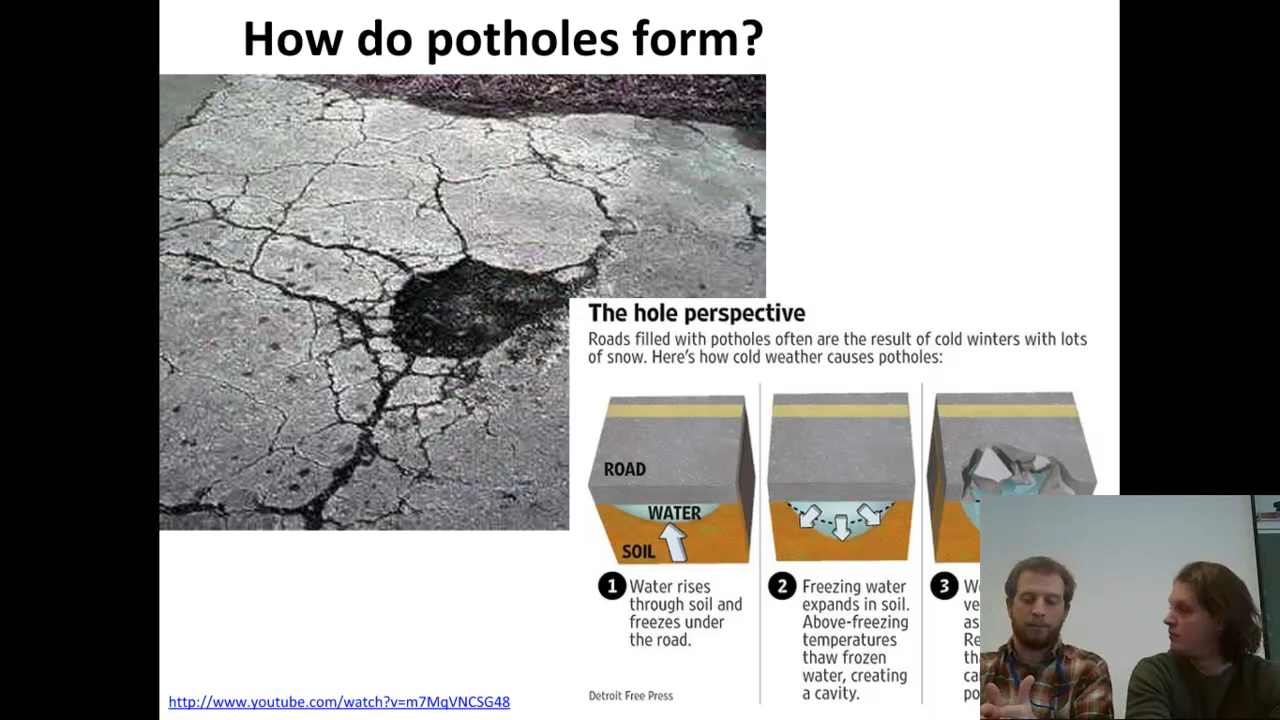 How do potholes form?
The hole perspective
Roads filled with potholes often are the result of cold winters with lots
of snow. Here's how cold weather causes potholes:
ROAD
WATER
SOIL
1 Water rises
through soil and
freezes under
the road.
2 Freezing water
expands in soil.
Above-freezing
temperatures
thaw frozen
water, creating
a cavity.
3
Detroit Free Press
http://www.youtube.com/watch?v=m7MqVNCSG48